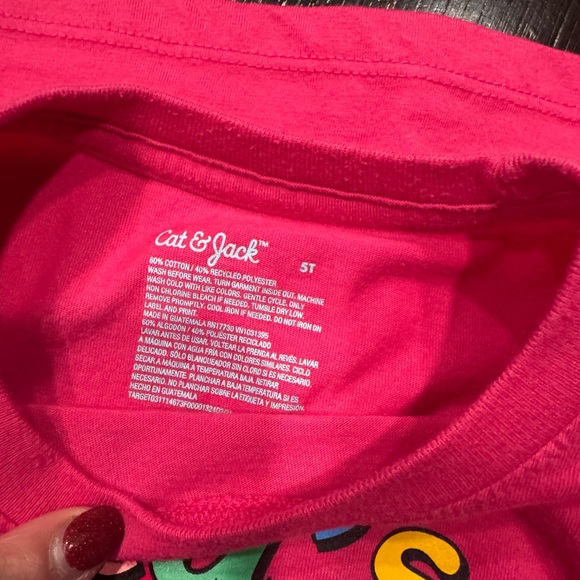 Cat & Jack™ 5T
60% COTTON / 40% RECYCLED POLYESTER
WASH BEFORE WEAR. TURN GARMENT INSIDE OUT. MACHINE
WASH COLD WITH LIKE COLORS. GENTLE CYCLE. ONLY
NON CHLORINE BLEACH IF NEEDED. TUMBLE DRY LOW.
REMOVE PROMPTLY. COOL IRON IF NEEDED. DO NOT IRON ON
LABEL AND PRINT.
MADE IN GUATEMALA RN17730 VN1031395
60% ALGODON / 40% POLIÉSTER RECICLADO
LAVAR ANTES DE USAR. VOLTEAR LA PRENDA AL REVÉS. LAVAR
A MÁQUINA CON AGUA FRIA CON COLORES SIMILARES. CICLO
DELICADO. SÓLO BLANQUEADOR SIN CLORO SI ES NECESARIO.
SECAR A MÁQUINA A TEMPERATURA BAJA. RETIRAR
OPORTUNAMENTE. PLANCHAR A BAJA TEMPERATURA SI ES
NECESARIO. NO PLANCHAR SOBRE LA ETIQUETA Y IMPRESIÓN.
HECHO EN GUATEMALA